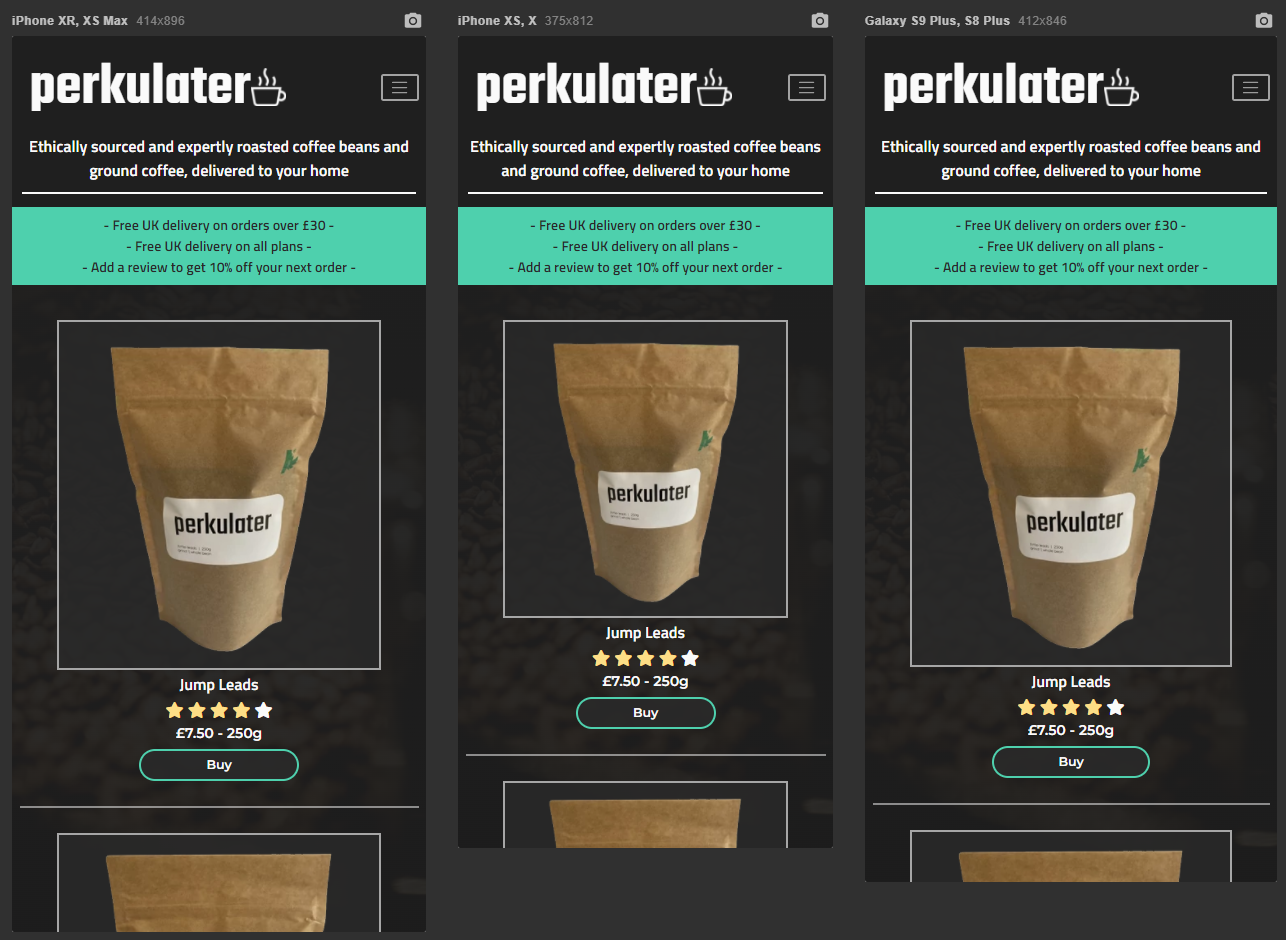 iPhone XR, XS Max 414x896
perkulater
Ethically sourced and expertly roasted coffee beans and
ground coffee, delivered to your home
- Free UK delivery on orders over £30 -
- Free UK delivery on all plans -
- Add a review to get 10% off your next order -
perkulater
Jump Leads
£7.50 - 250g
Buy
iPhone XS, X 375x812
perkulater
Ethically sourced and expertly roasted coffee beans
and ground coffee, delivered to your home
- Free UK delivery on orders over £30 -
- Free UK delivery on all plans -
- Add a review to get 10% off your next order -
perkulater
Jump Leads
£7.50 - 250g
Buy
Galaxy S9 Plus, S8 Plus 412x846
perkulater
Ethically sourced and expertly roasted coffee beans and
ground coffee, delivered to your home
- Free UK delivery on orders over £30 -
- Free UK delivery on all plans -
- Add a review to get 10% off your next order -
perkulater
Jump Leads
£7.50 - 250g
Buy